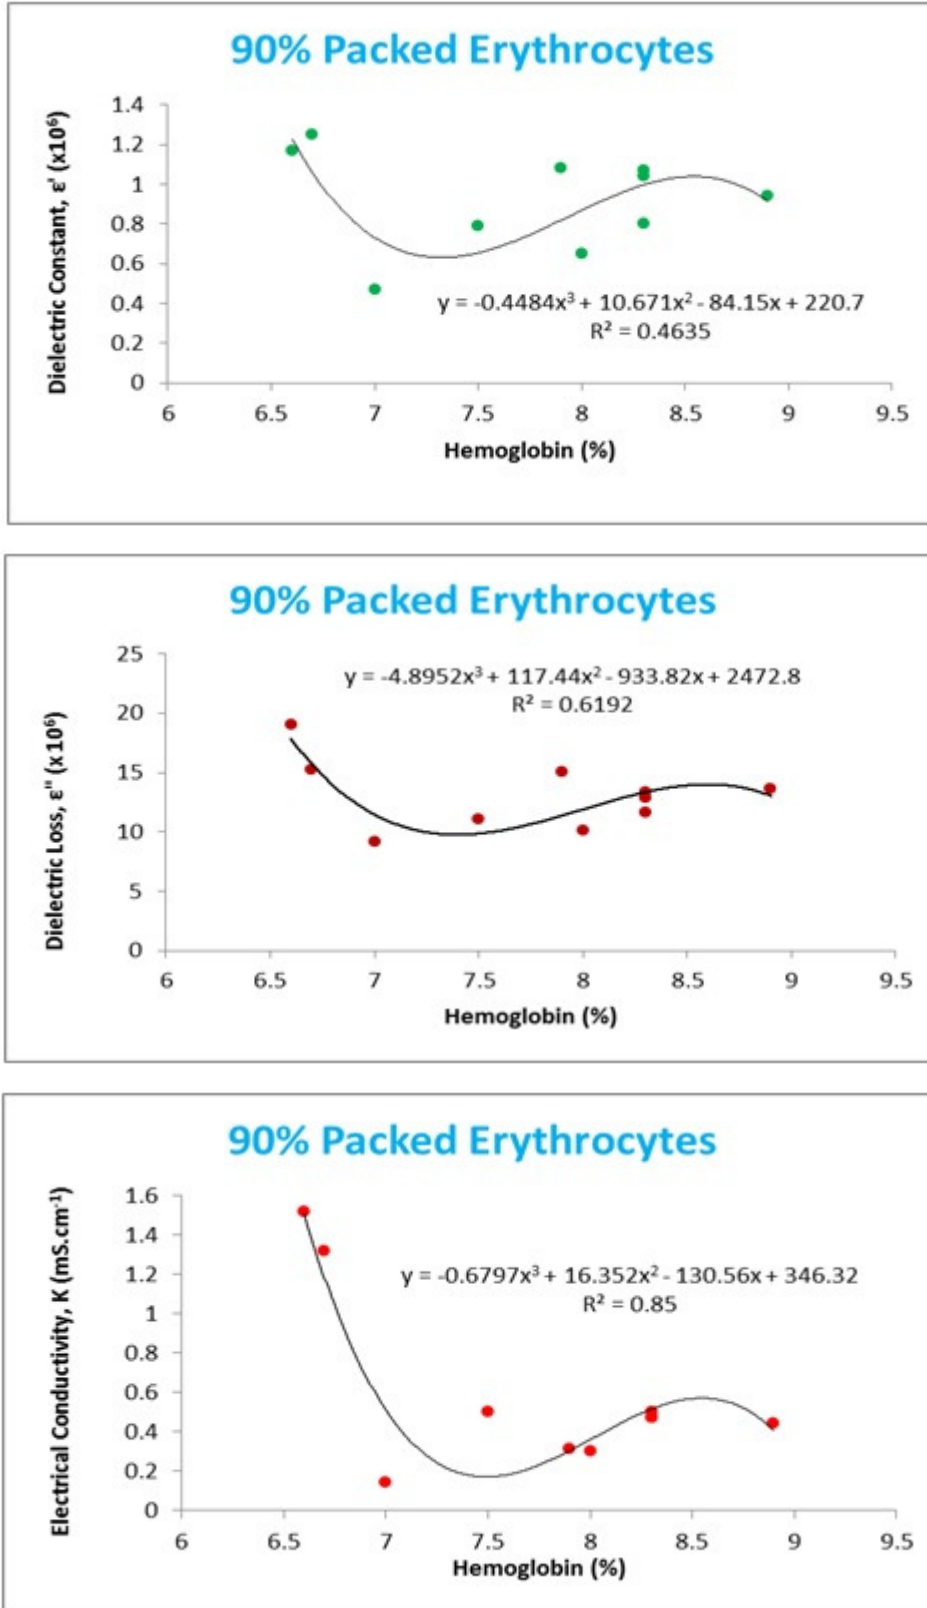 90% Packed Erythrocytes
Dielectric Constant, ε' (x10⁶)
1.4
1.2
1
0.8
0.6
0.4
0.2
0
y = -0.4484x³ + 10.671x² - 84.15x + 220.7
R² = 0.4635
6 6.5 7 7.5 8 8.5 9 9.5
Hemoglobin (%)
90% Packed Erythrocytes
Dielectric Loss, ε" (x10⁶)
25
20
15
10
5
0
y = -4.8952x³ + 117.44x² - 933.82x + 2472.8
R² = 0.6192
6 6.5 7 7.5 8 8.5 9 9.5
Hemoglobin (%)
90% Packed Erythrocytes
Electrical Conductivity, K (mS.cm⁻¹)
1.6
1.4
1.2
1
0.8
0.6
0.4
0.2
0
y = -0.6797x³ + 16.352x² - 130.56x + 346.32
R² = 0.85
6 6.5 7 7.5 8 8.5 9 9.5
Hemoglobin (%)